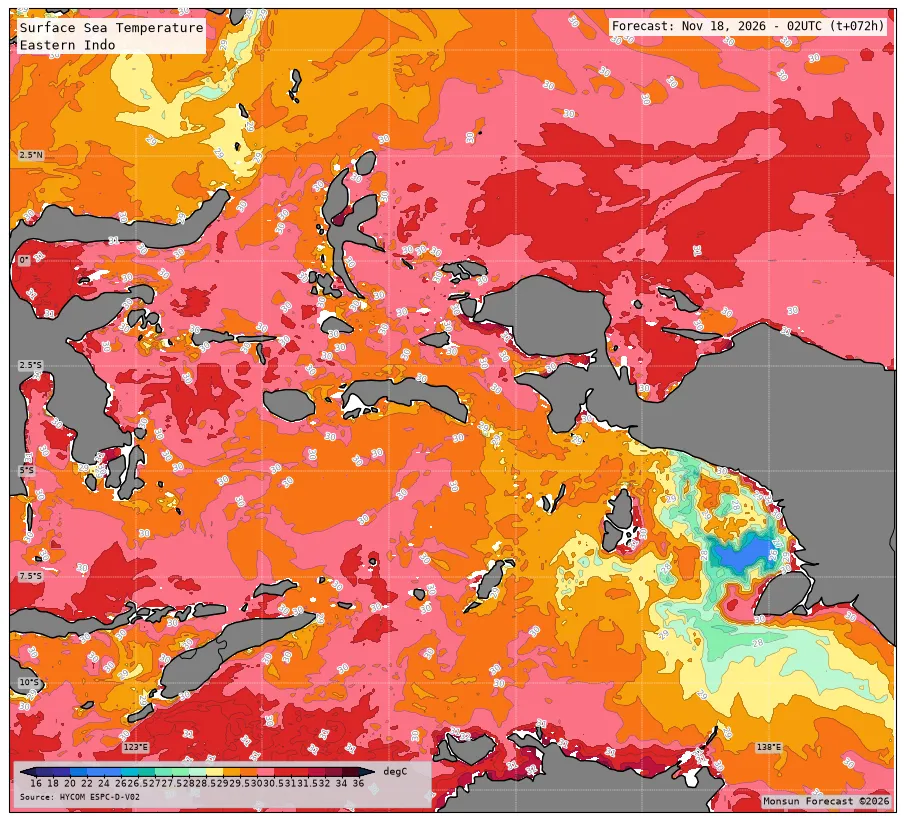 Surface Sea Temperature
Eastern Indo
Forecast: Nov 18, 2026 - 02UTC (t+072h)
2.5°N
0°
2.5°S
5°S
7.5°S
10°S
123°E
138°E
degC
16 18 20 22 24 26 26.5 27 27.5 28 28.5 29 29.5 30 30.5 31 31.5 32 34 36
Source: HYCOM ESPC-D-V02
Monsun Forecast ©2026